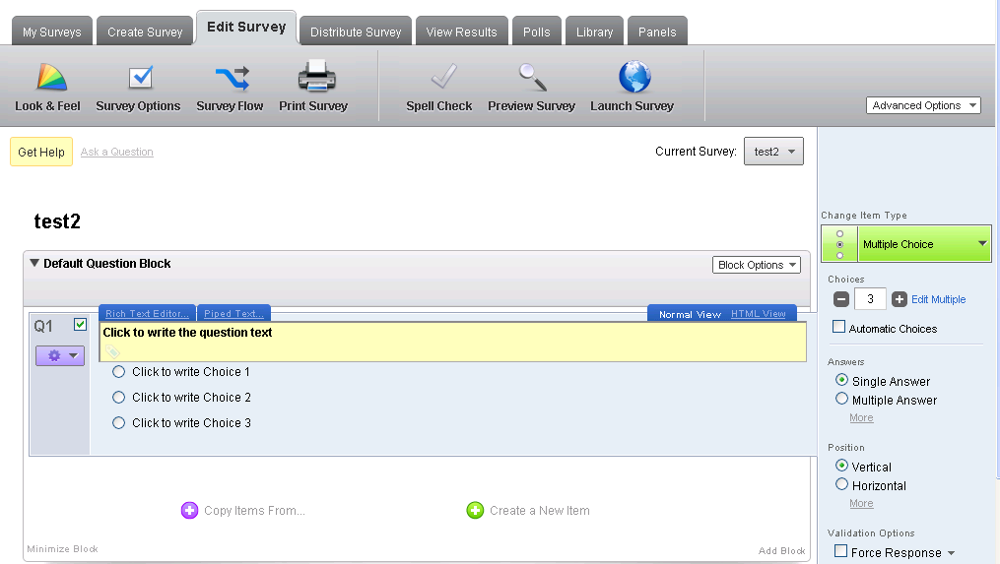 My Surveys
Create Survey
Edit Survey
Distribute Survey
View Results
Polls
Library
Panels
Look & Feel
Survey Options
Survey Flow
Print Survey
Spell Check
Preview Survey
Launch Survey
Advanced Options
Get Help
Ask a Question
Current Survey:
test2
test2
Default Question Block
Block Options
Q1
Rich Text Editor...
Piped Text...
Normal View
HTML View
Click to write the question text
Click to write Choice 1
Click to write Choice 2
Click to write Choice 3
Copy Items From...
Create a New Item
Minimize Block
Add Block
Change Item Type
Multiple Choice
Choices
3
Edit Multiple
Automatic Choices
Answers
Single Answer
Multiple Answer
More
Position
Vertical
Horizontal
More
Validation Options
Force Response